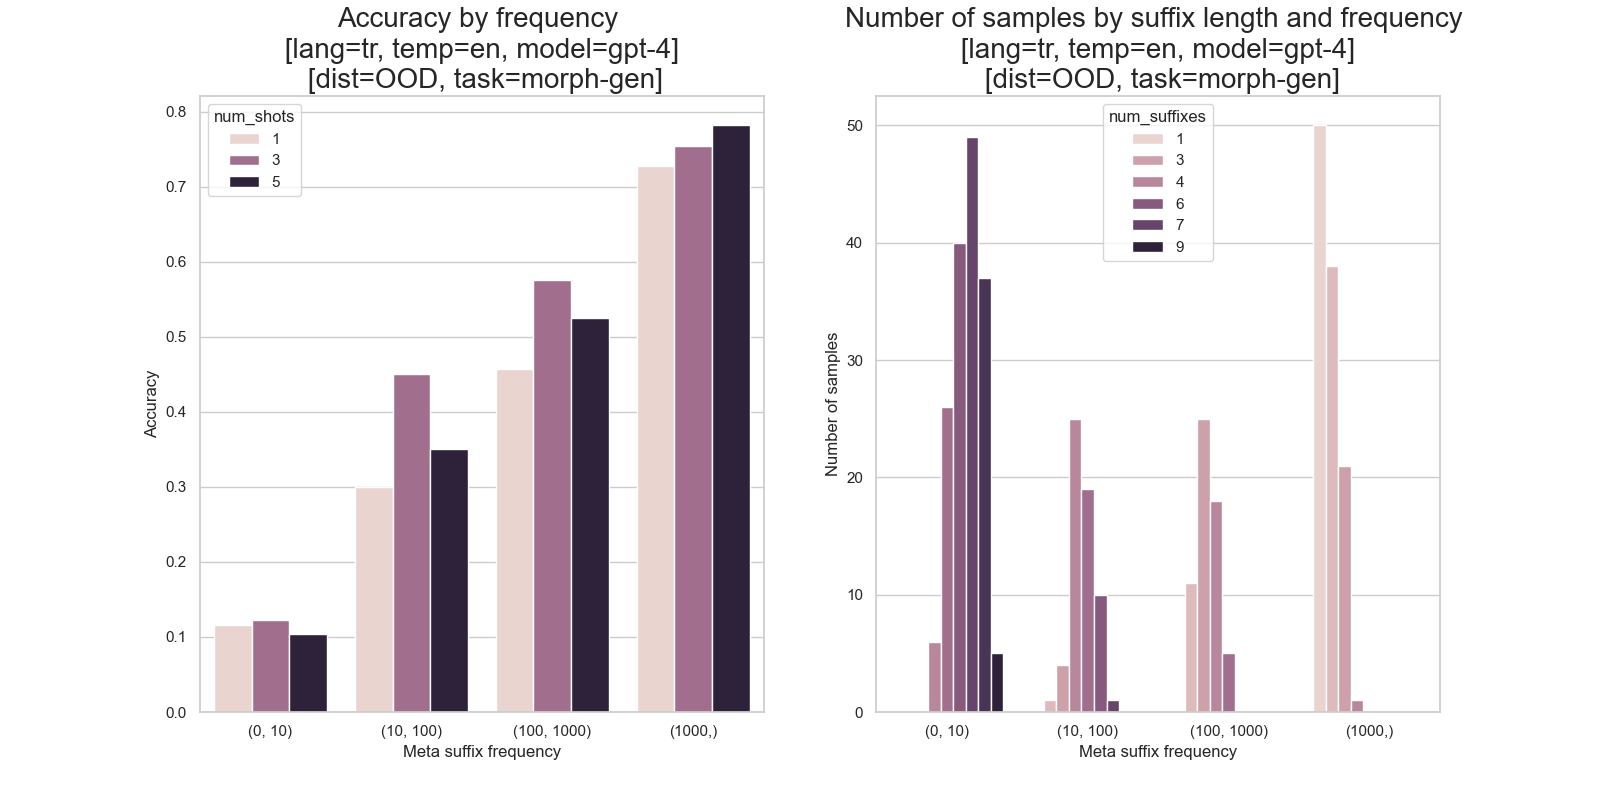 Accuracy by frequency
[lang=tr, temp=en, model=gpt-4]
[dist=OOD, task=morph-gen]
num_shots
1
3
5
0.8
0.7
0.6
0.5
0.4
0.3
0.2
0.1
0.0
Accuracy
(0, 10)
(10, 100)
(100, 1000)
(1000,)
Meta suffix frequency
Number of samples by suffix length and frequency
[lang=tr, temp=en, model=gpt-4]
[dist=OOD, task=morph-gen]
num_suffixes
1
3
4
6
7
9
50
40
30
20
10
0
Number of samples
(0, 10)
(10, 100)
(100, 1000)
(1000,)
Meta suffix frequency